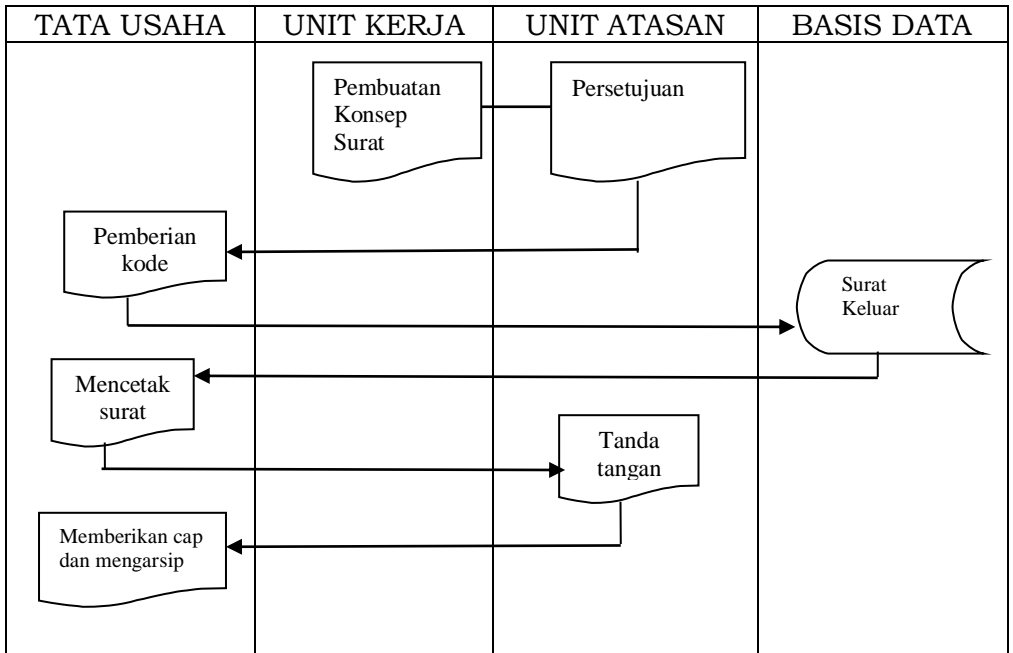 TATA USAHA
UNIT KERJA
UNIT ATASAN
BASIS DATA
Pembuatan
Konsep
Surat
Persetujuan
Pemberian
kode
Surat
Keluar
Mencetak
surat
Tanda
tangan
Memberikan cap
dan mengarsip